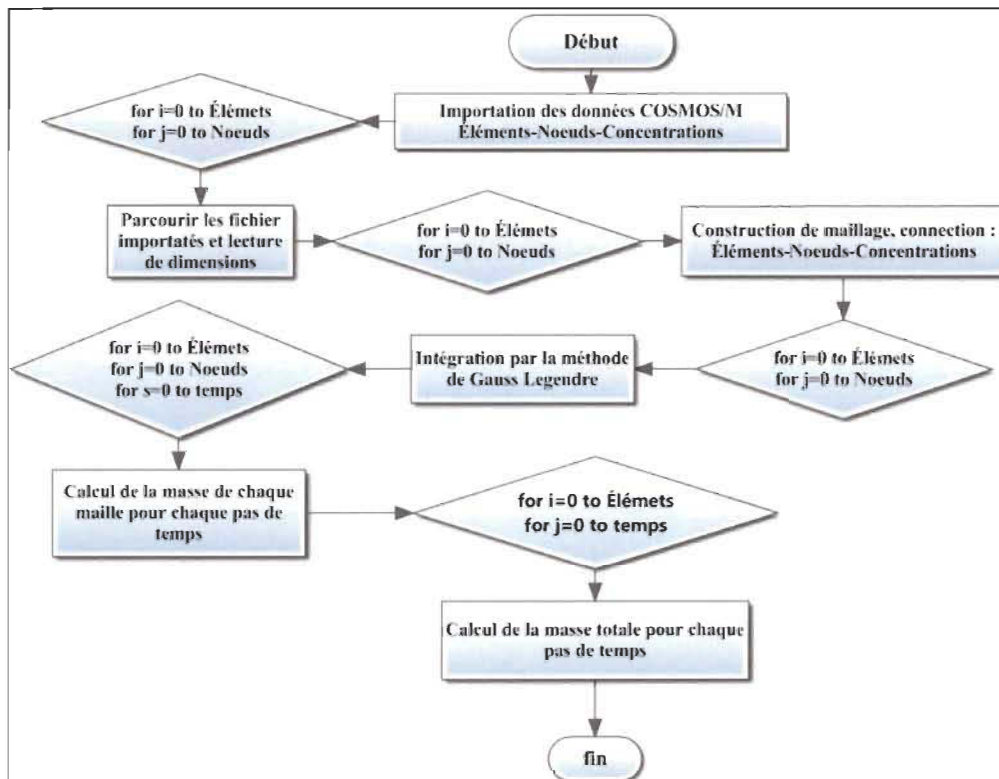 Début
Importation des données COSMOS/M
Éléments-Noeuds-Concentrations
for i=0 to Élémets
for j=0 to Noeuds
Parcourir les fichier
importatés et lecture
de dimensions
for i=0 to Élémets
for j=0 to Noeuds
Construction de maillage, connection :
Éléments-Noeuds-Concentrations
for i=0 to Élémets
for j=0 to Noeuds
Intégration par la méthode
de Gauss Legendre
for i=0 to Élémets
for j=0 to Noeuds
for s=0 to temps
Calcul de la masse de chaque
maille pour chaque pas de
temps
for i=0 to Élémets
for j=0 to temps
Calcul de la masse totale pour chaque
pas de temps
fin